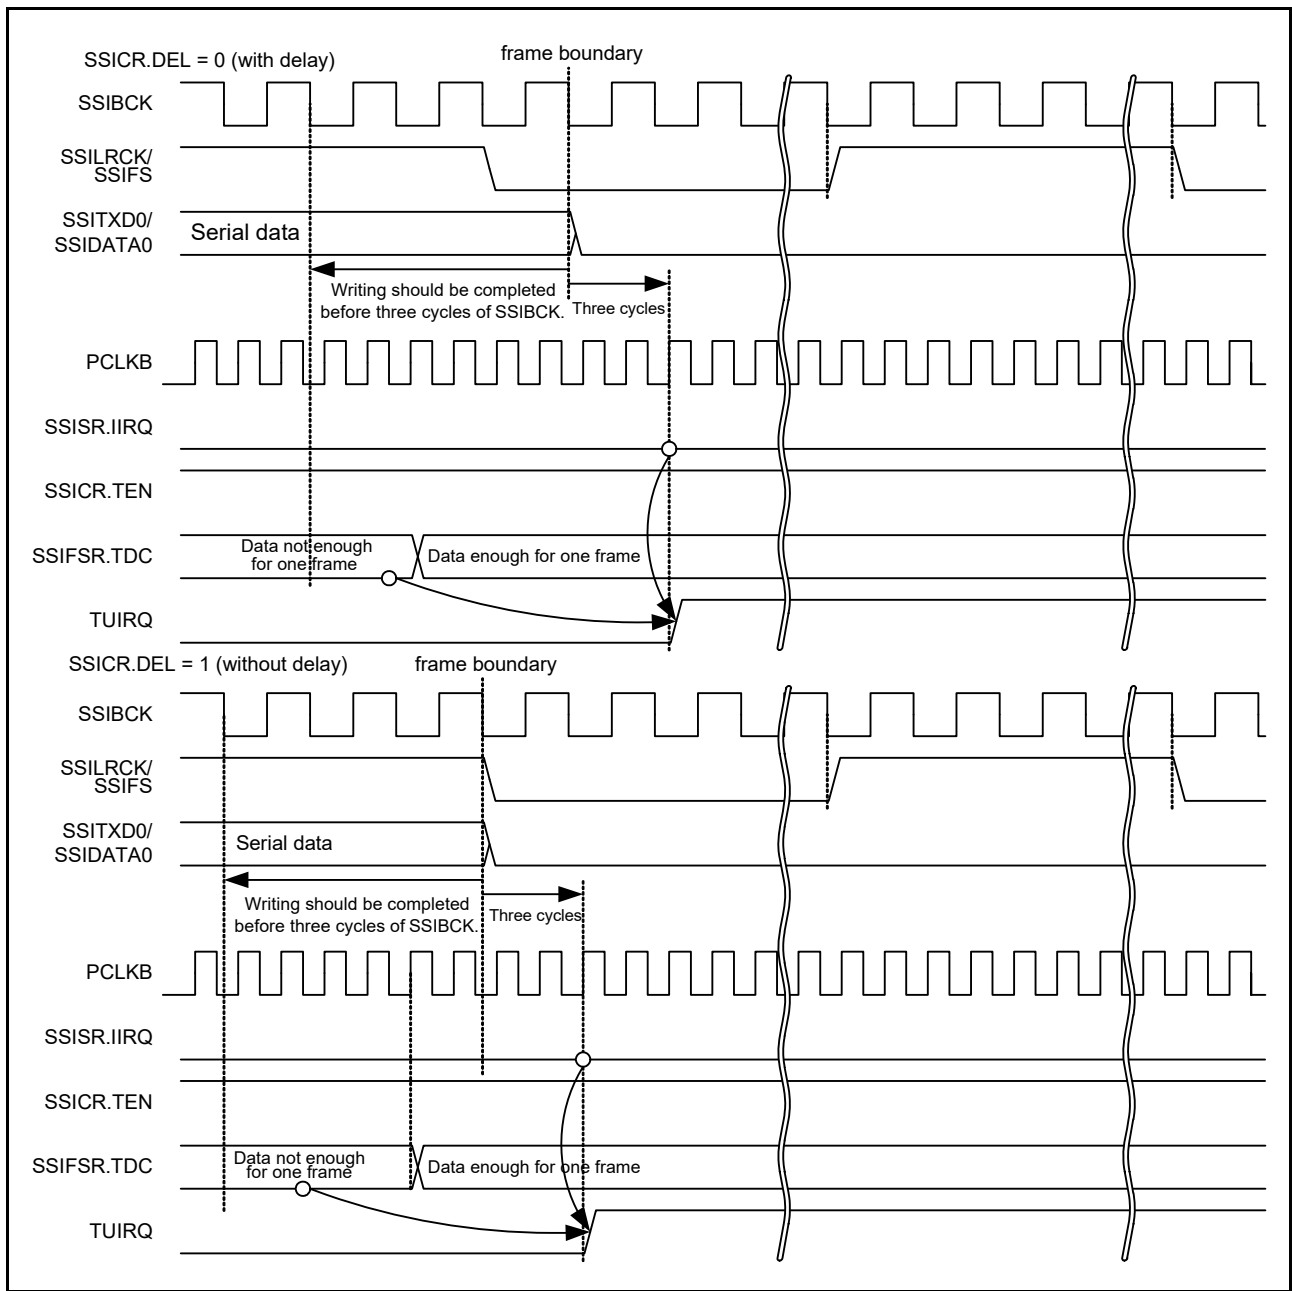 SSICR.DEL = 0 (with delay)
frame boundary
SSIBCK
SSILRCK/
SSIFS
SSITXD0/
SSIDATA0
Serial data
Writing should be completed
before three cycles of SSIBCK.
Three cycles
PCLKB
SSISR.IIRQ
SSICR.TEN
SSIFSR.TDC
Data not enough
for one frame
Data enough for one frame
TUIRQ
SSICR.DEL = 1 (without delay)
frame boundary
SSIBCK
SSILRCK/
SSIFS
SSITXD0/
SSIDATA0
Serial data
Writing should be completed
before three cycles of SSIBCK.
Three cycles
PCLKB
SSISR.IIRQ
SSICR.TEN
SSIFSR.TDC
Data not enough
for one frame
Data enough for one frame
TUIRQ